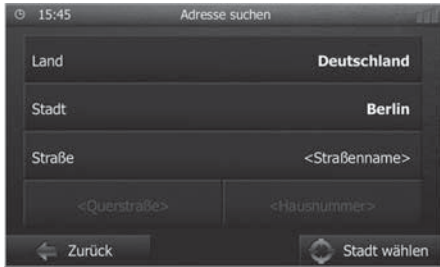 15:45 Adresse suchen
Land Deutschland
Stadt Berlin
Straße <Straßenname>
<Querstraße> <Hausnummer>
Zurück Stadt wählen